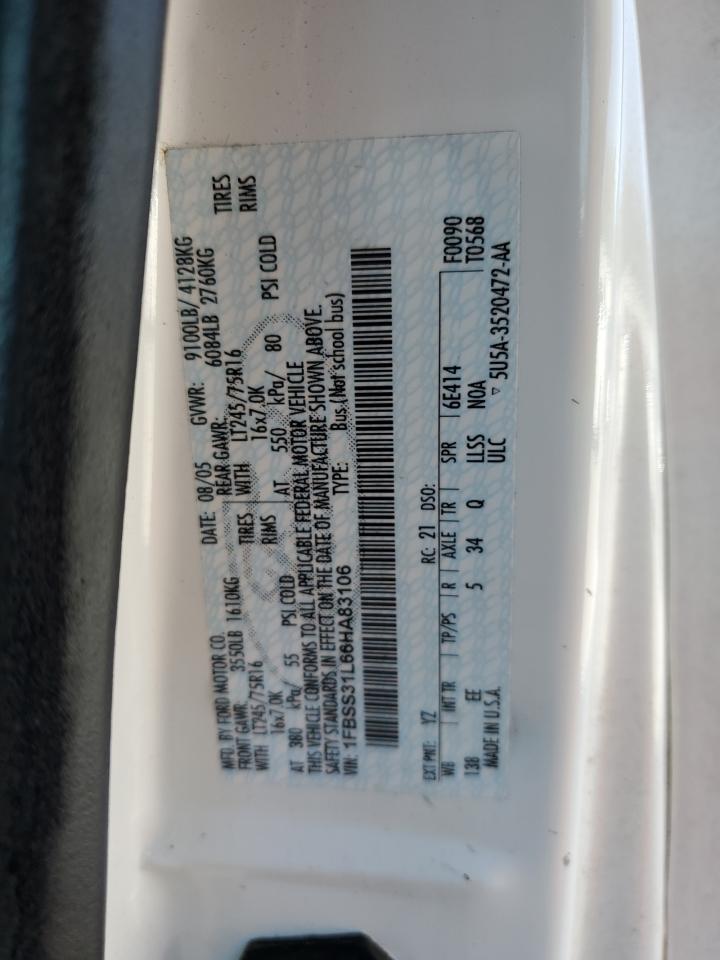 MFD. BY FORD MOTOR CO. DATE: 08/05 GVWR: 9100LB/ 4128KG
FRONT GAWR: 3550LB 1610KG REAR GAWR: 6084LB 2760KG
WITH LT245/75R16 TIRES WITH LT245/75R16 TIRES
16x7.0K RIMS 16x7.0K RIMS
AT 380 kPa/ 55 PSI COLD AT 550 kPa/ 80 PSI COLD
THIS VEHICLE CONFORMS TO ALL APPLICABLE FEDERAL MOTOR VEHICLE
SAFETY STANDARDS IN EFFECT ON THE DATE OF MANUFACTURE SHOWN ABOVE.
VIN: 1FBSS31L66HA83106 TYPE: Bus (Not school bus)
EXT PNT: YZ RC: 21 DSO: F0090
WB INT TR TP/PS R AXLE TR SPR 6E414 T0568
138 EE 5 34 Q LLSS NOA
MADE IN U.S.A. ULC ▽ 5U5A-3520472-AA